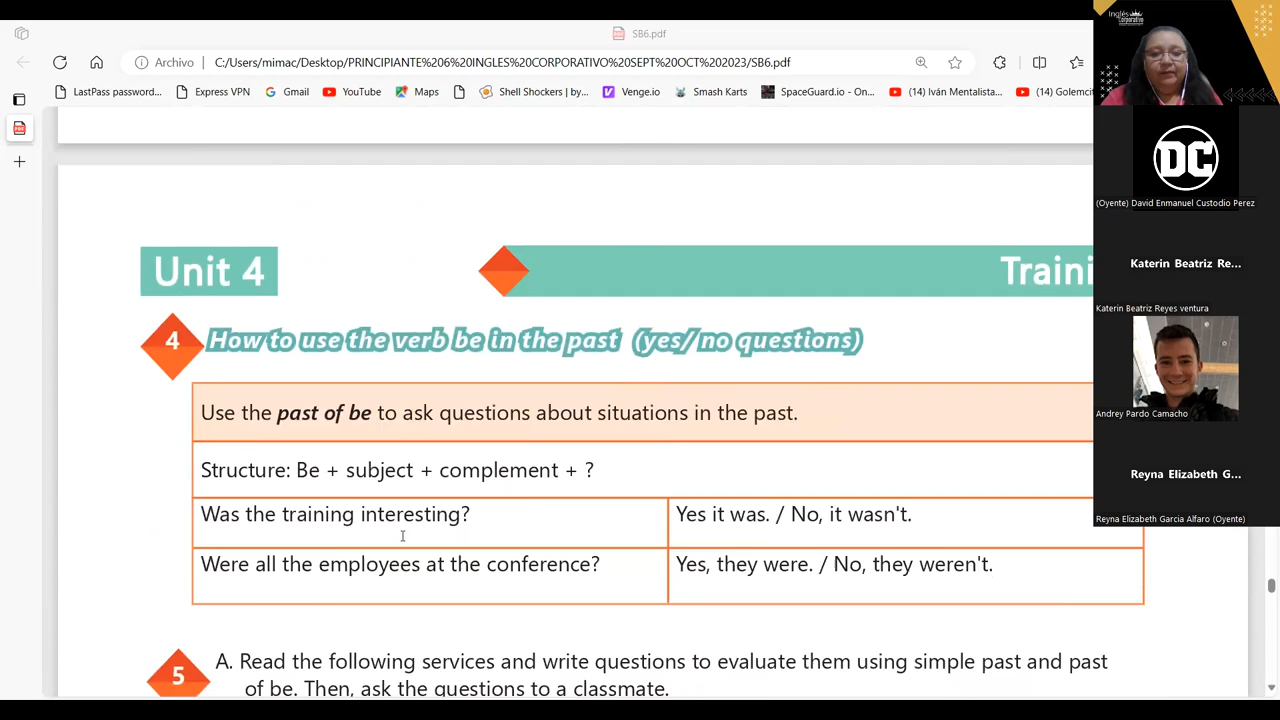 SB6.pdf
Archivo C:/Users/mimac/Desktop/PRINCIPIANTE%206%20INGLES%20CORPORATIVO%20SEPT%20OCT%202023/SB6.pdf
LastPass password... Express VPN Gmail YouTube Maps Shell Shockers | by... Venge.io Smash Karts SpaceGuard.io - On... (14) Iván Mentalista... (14) Golemcit
Inglés
Corporativo
DC
(Oyente) David Enmanuel Custodio Perez
Katerin Beatriz Re...
Katerin Beatriz Reyes ventura
Andrey Pardo Camacho
Reyna Elizabeth G...
Reyna Elizabeth Garcia Alfaro (Oyente)
Unit 4 Traini
4 How to use the verb be in the past (yes/no questions)
Use the past of be to ask questions about situations in the past.
Structure: Be + subject + complement + ?
Was the training interesting? Yes it was. / No, it wasn't.
Were all the employees at the conference? Yes, they were. / No, they weren't.
5 A. Read the following services and write questions to evaluate them using simple past and past
of be. Then, ask the questions to a classmate.